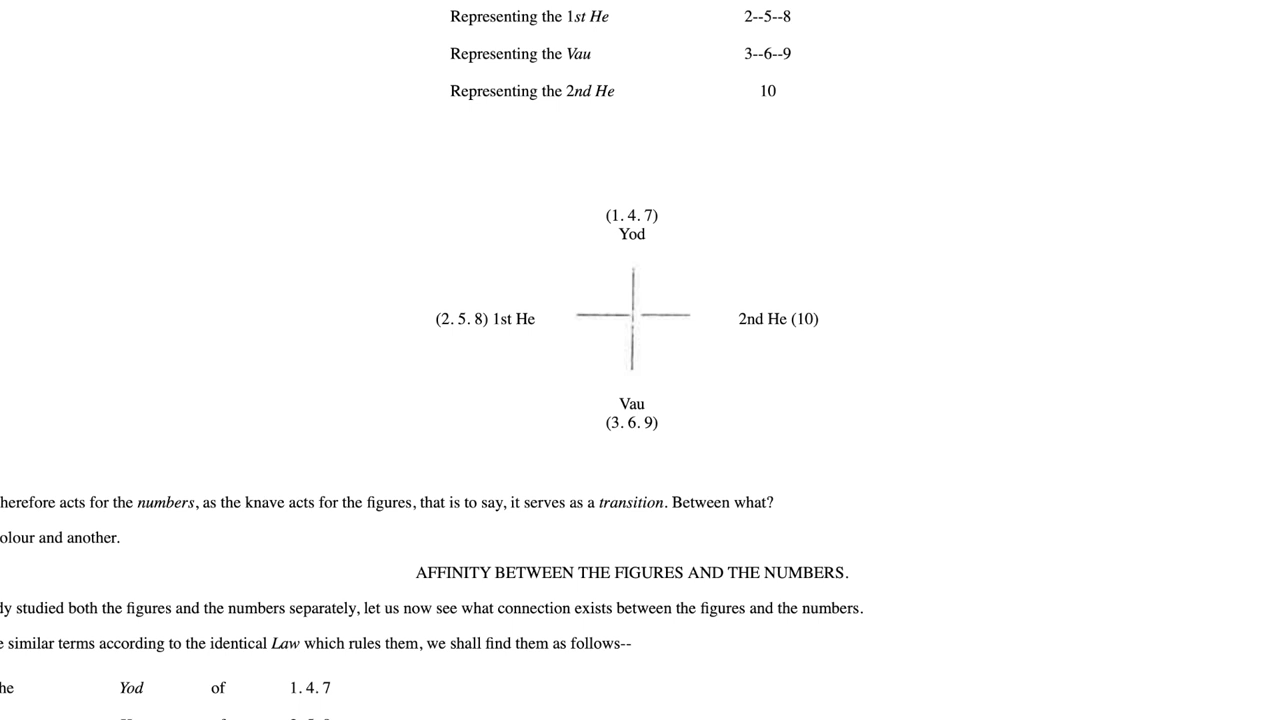 Representing the 1st He 2--5--8
Representing the Vau 3--6--9
Representing the 2nd He 10
(1. 4. 7)
Yod
(2. 5. 8) 1st He 2nd He (10)
Vau
(3. 6. 9)
herefore acts for the numbers, as the knave acts for the figures, that is to say, it serves as a transition. Between what?
olour and another.
AFFINITY BETWEEN THE FIGURES AND THE NUMBERS.
dy studied both the figures and the numbers separately, let us now see what connection exists between the figures and the numbers.
e similar terms according to the identical Law which rules them, we shall find them as follows--
he Yod of 1. 4. 7